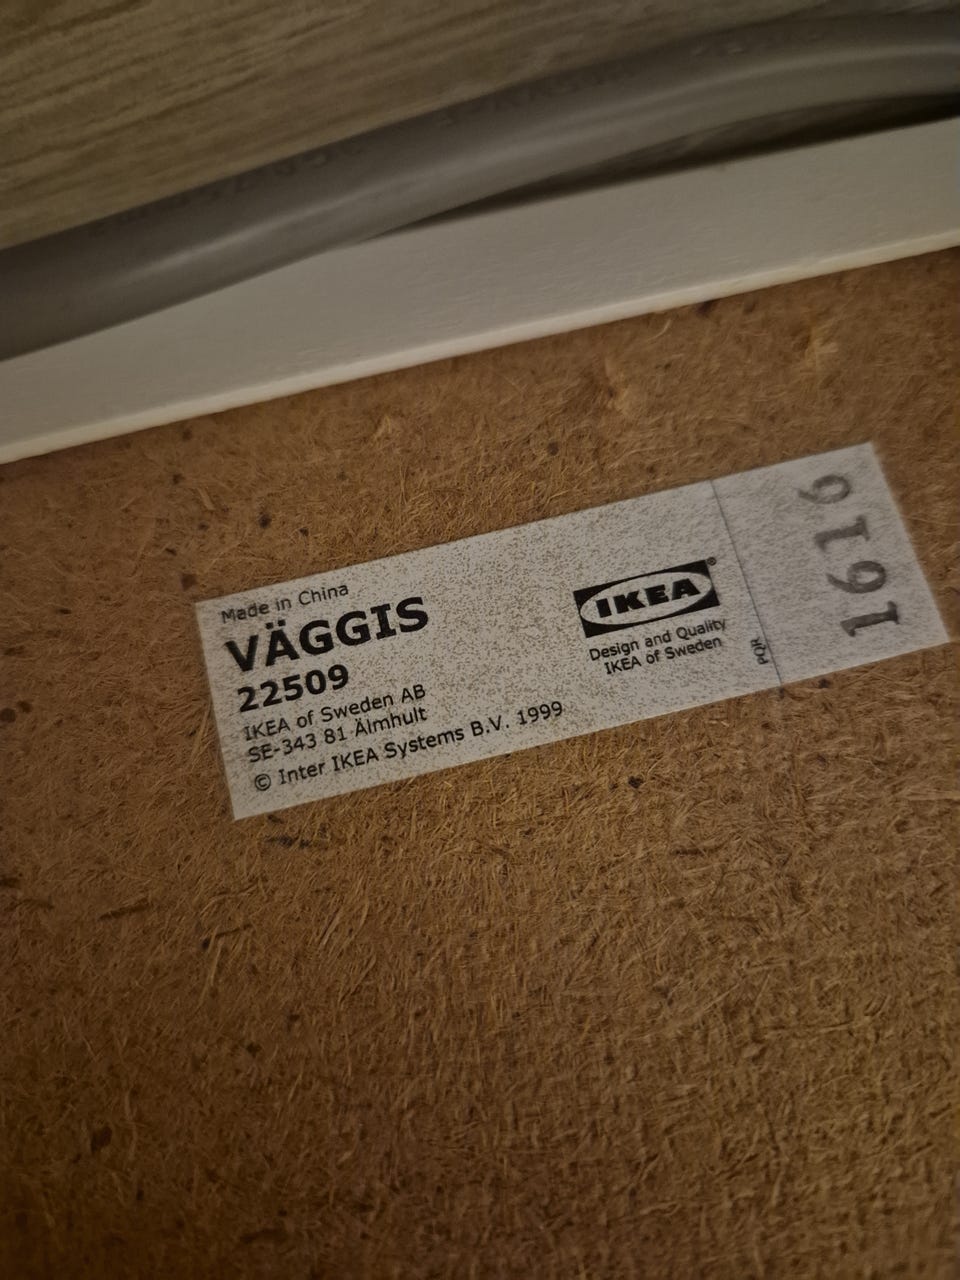 Made in China
VÄGGIS
22509
IKEA of Sweden AB
SE-343 81 Älmhult
© Inter IKEA Systems B.V. 1999
IKEA®
Design and Quality
IKEA of Sweden
PQR
1616